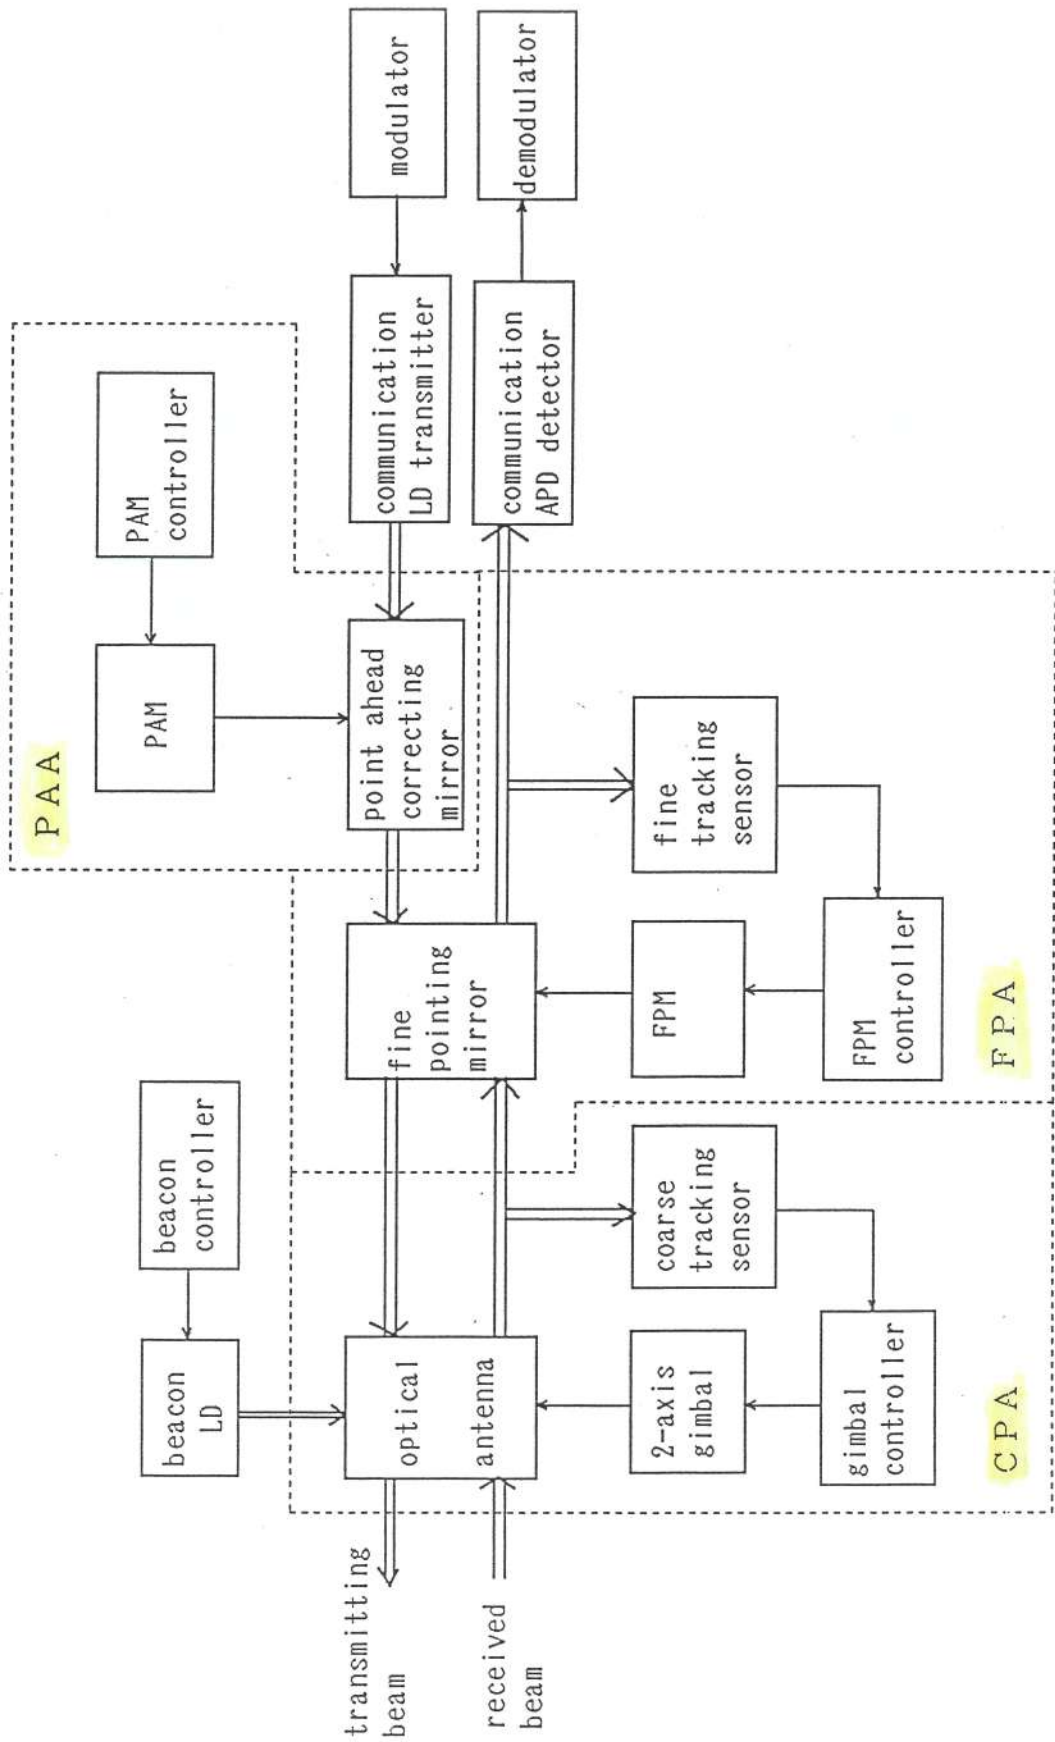 PAA
PAM
controller
PAM
beacon
controller
beacon
LD
modulator
communication
LD transmitter
point ahead
correcting
mirror
fine
pointing
mirror
optical
antenna
transmitting
beam
received
beam
demodulator
communication
APD detector
fine
tracking
sensor
FPM
FPM
controller
FPA
coarse
tracking
sensor
2-axis
gimbal
gimbal
controller
CPA